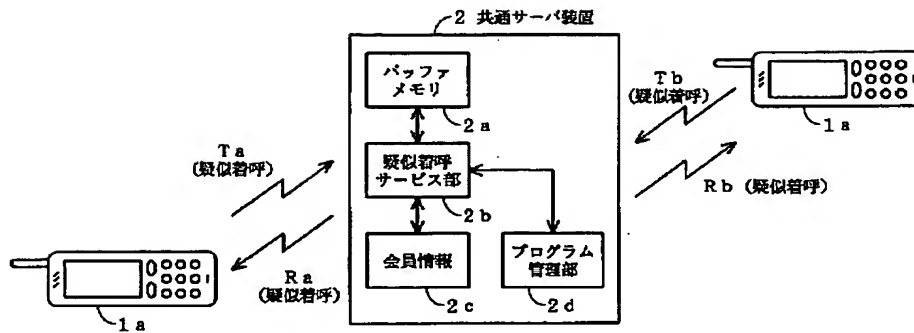 2 共通サーバ装置
バッファ
メモリ
2a
疑似着呼
サービス部
2b
会員情報
2c
プログラム
管理部
2d
Ta
(疑似着呼)
Ra
(疑似着呼)
1a
Tb
(疑似着呼)
Rb (疑似着呼)
1a